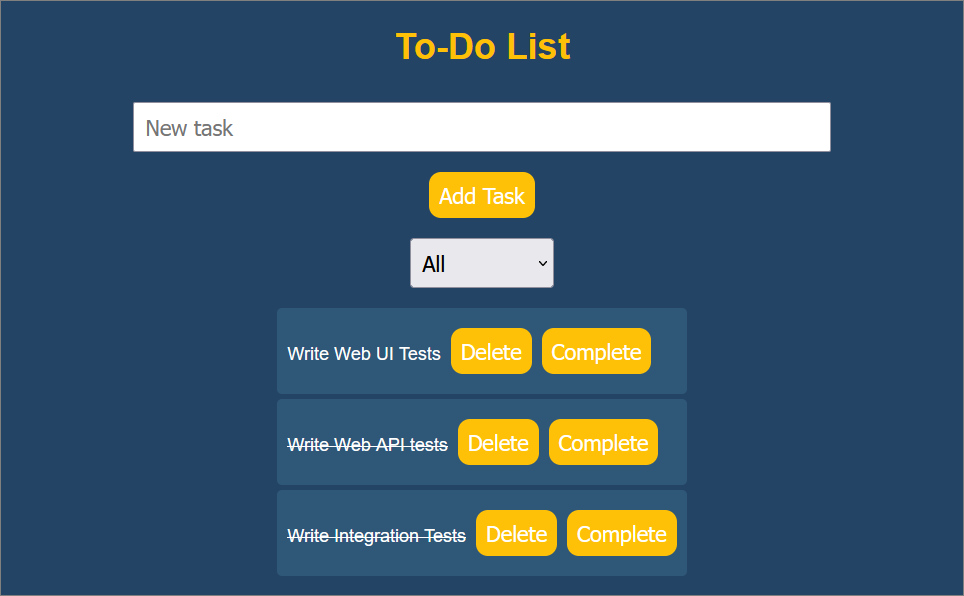 To-Do List
New task
Add Task
All
Write Web UI Tests Delete Complete
Write Web API tests Delete Complete
Write Integration Tests Delete Complete